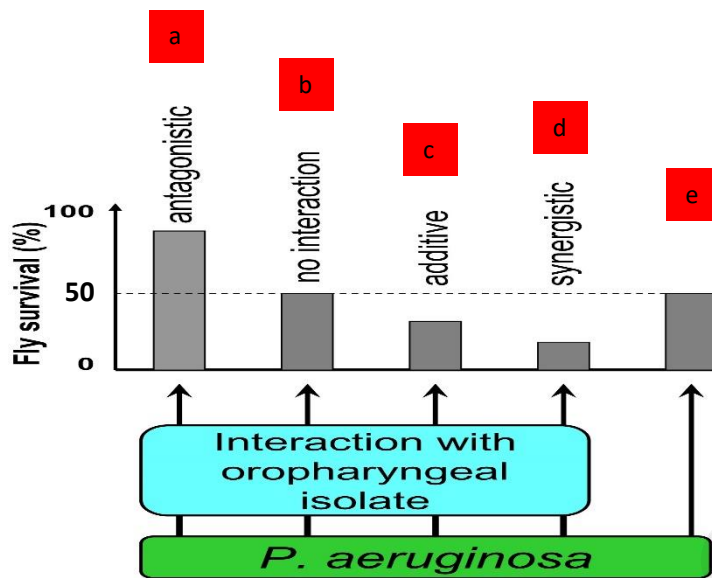 a
b
c
d
e
antagonistic
no interaction
additive
synergistic
Fly survival (%)
100
50
0
Interaction with
oropharyngeal
isolate
P. aeruginosa